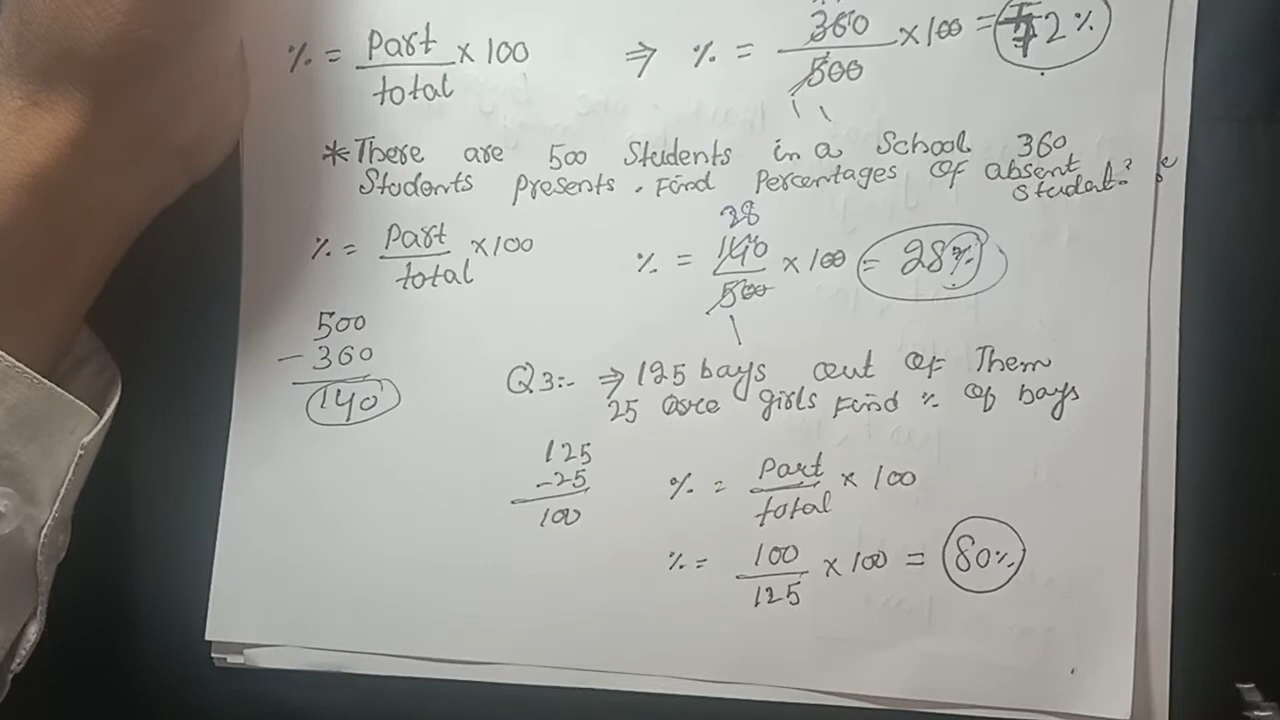 % = Part/total × 100 ⇒ % = 360/500 × 100 = 72%
* There are 500 Students in a School 360
Students presents. Find Percentages of absent
Student?
% = Part/total × 100
28
% = 140/500 × 100 = 28%
500
- 360
140
Q3:- ⇒ 125 bays out of Them
25 are girls Find % of bays
125
-25
100
% = Part/total × 100
% = 100/125 × 100 = 80%